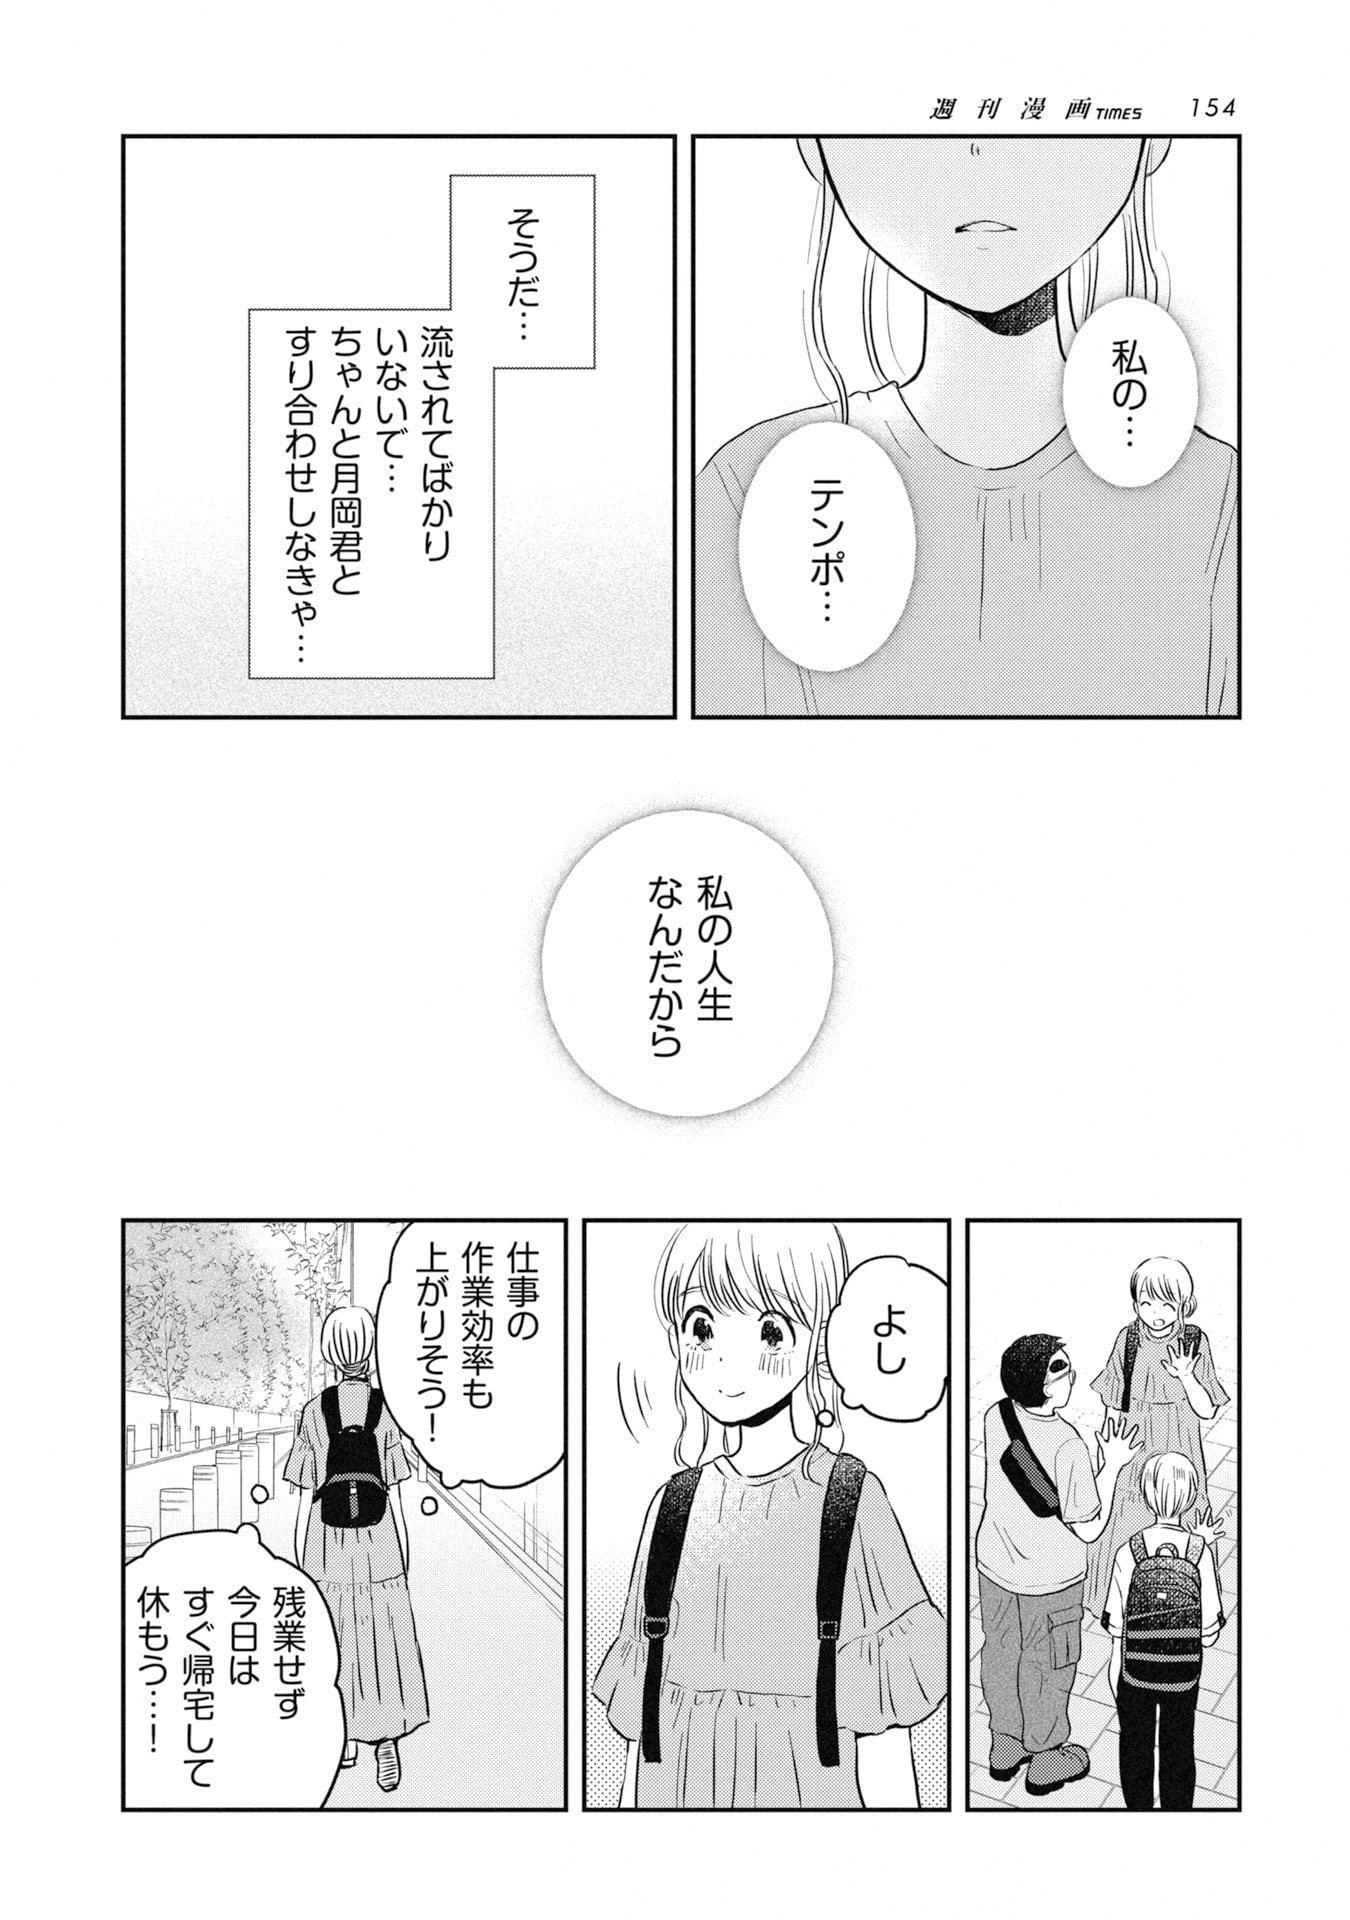 週刊漫画TIMES 154
私の…
テンポ…
そうだ…
流されてばかり
いないで…
ちゃんと月岡君と
すり合わせしなきゃ…
私の人生
なんだから
よし
仕事の
作業効率も
上がりそう！
残業せず
今日は
すぐ帰宅して
休もう…！